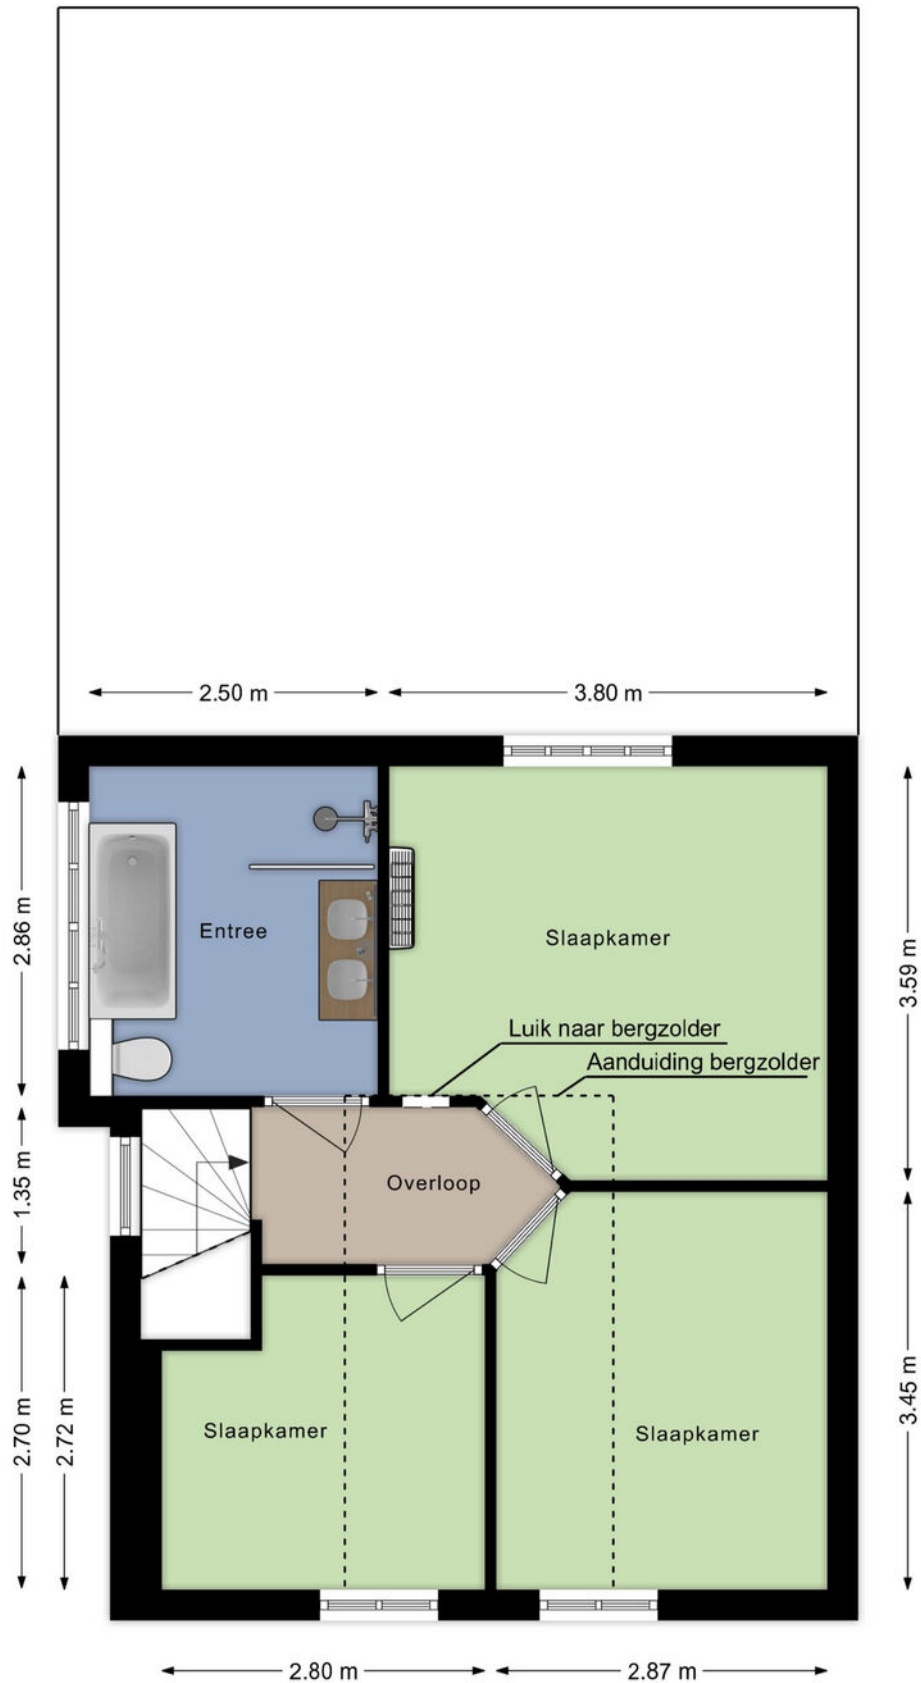 2.50 m
3.80 m
2.86 m
Entree
Slaapkamer
3.59 m
Luik naar bergzolder
Aanduiding bergzolder
1.35 m
Overloop
2.70 m
2.72 m
Slaapkamer
Slaapkamer
3.45 m
2.80 m
2.87 m